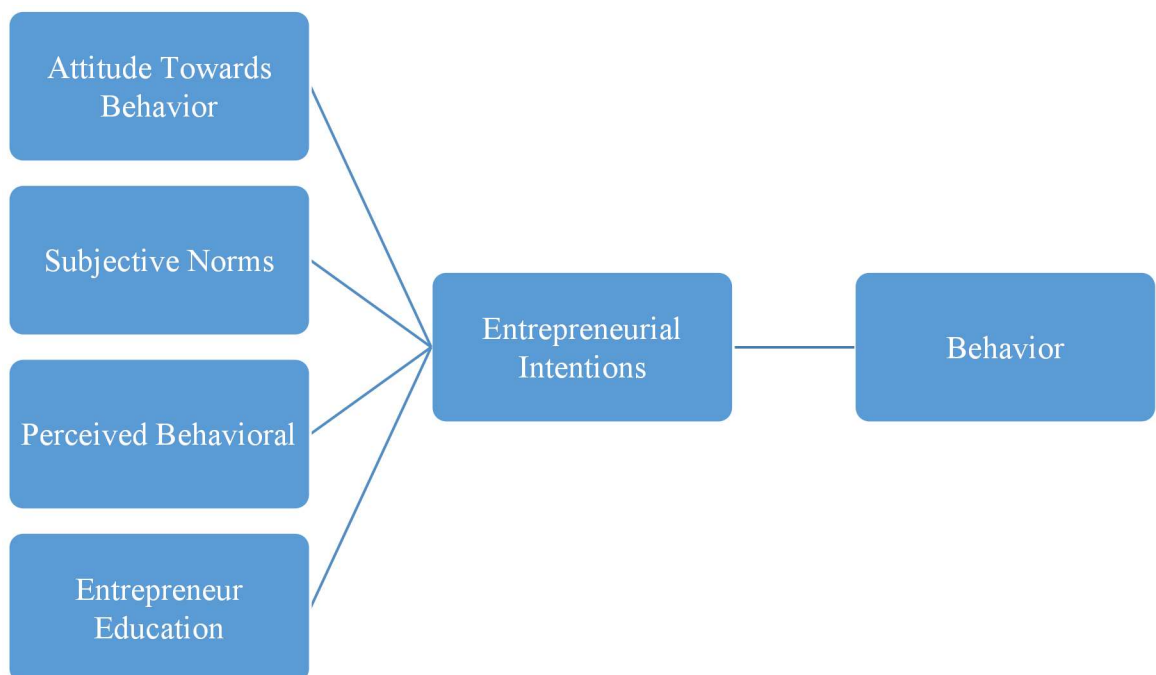 Attitude Towards
Behavior
Subjective Norms
Perceived Behavioral
Entrepreneur
Education
Entrepreneurial
Intentions
Behavior